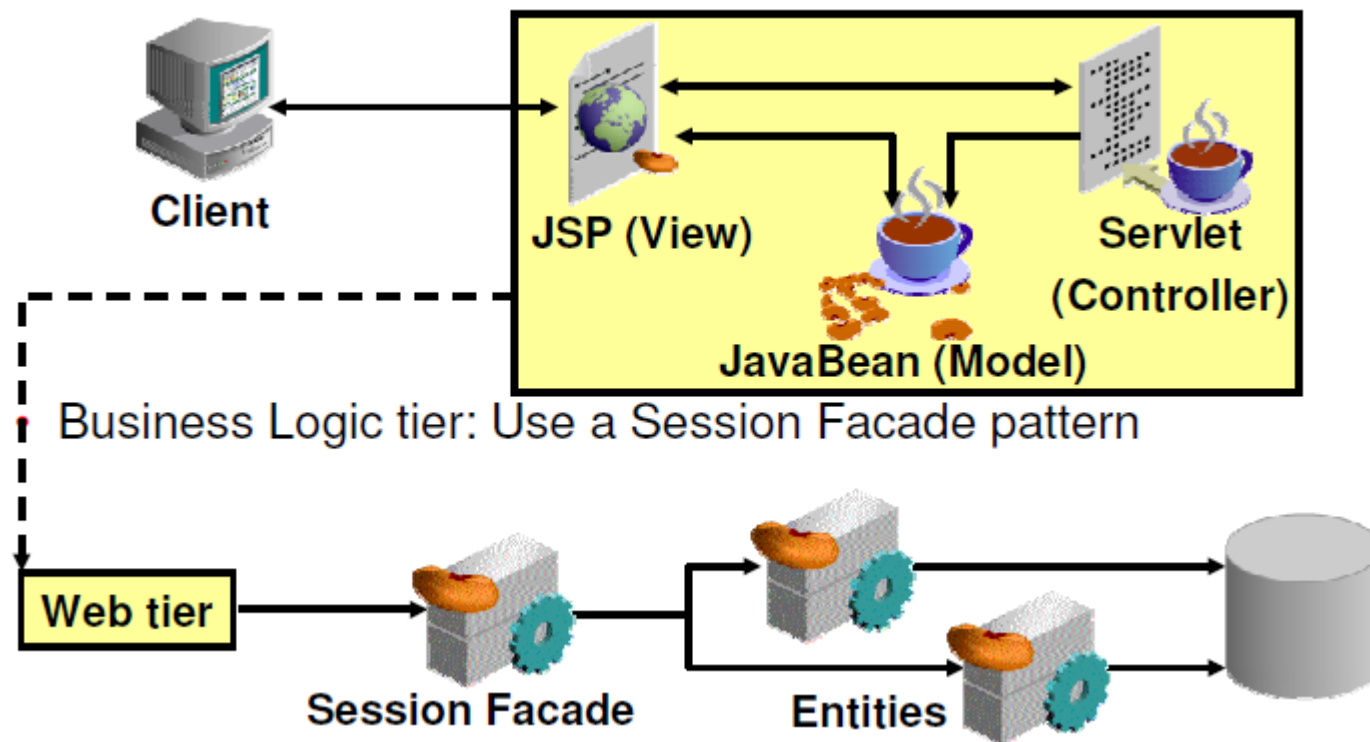 Client
JSP (View)
Servlet
(Controller)
JavaBean (Model)
• Business Logic tier: Use a Session Facade pattern
Web tier
Session Facade
Entities